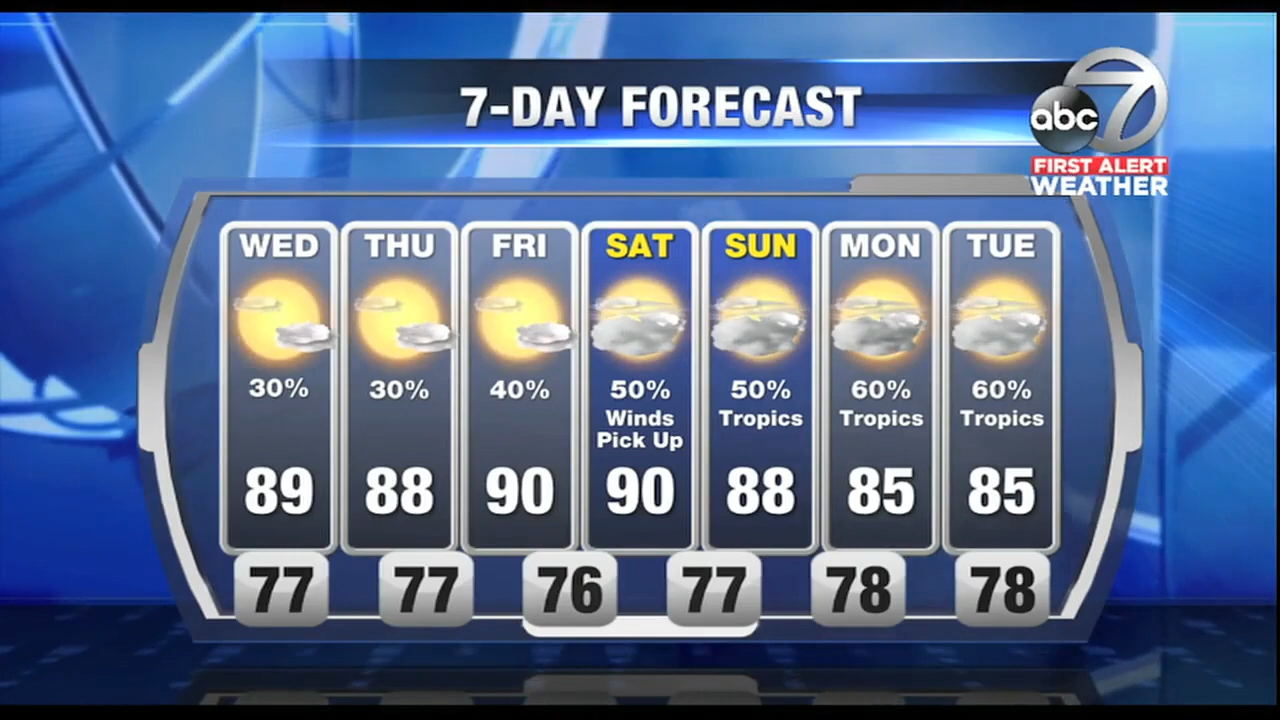 7-DAY FORECAST
abc 7
FIRST ALERT
WEATHER
WED THU FRI SAT SUN MON TUE
30% 30% 40% 50% 50% 60% 60%
Winds Tropics Tropics Tropics
Pick Up
89 88 90 90 88 85 85
77 77 76 77 78 78